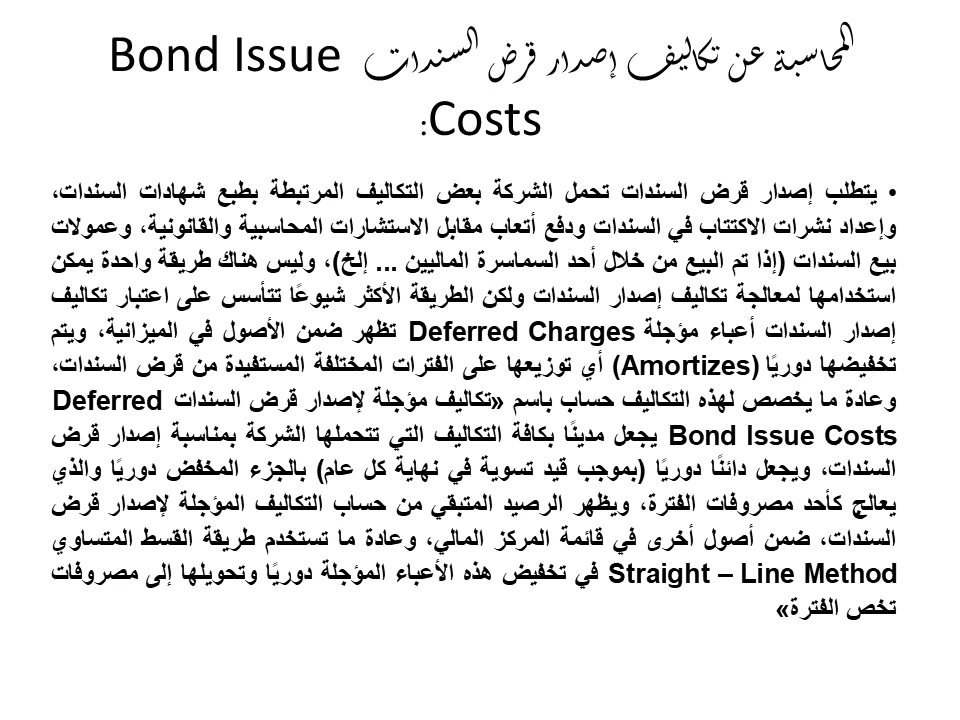 المحاسبة عن تكاليف إصدار قرض السندات Bond Issue
Costs:
• يتطلب إصدار قرض السندات تحمل الشركة بعض التكاليف المرتبطة بطبع شهادات السندات،
وإعداد نشرات الاكتتاب في السندات ودفع أتعاب مقابل الاستشارات المحاسبية والقانونية، وعمولات
بيع السندات (إذا تم البيع من خلال أحد السماسرة الماليين ... إلخ)، وليس هناك طريقة واحدة يمكن
استخدامها لمعالجة تكاليف إصدار السندات ولكن الطريقة الأكثر شيوعًا تتأسس على اعتبار تكاليف
إصدار السندات أعباء مؤجلة Deferred Charges تظهر ضمن الأصول في الميزانية، ويتم
تخفيضها دوريًا (Amortizes) أي توزيعها على الفترات المختلفة المستفيدة من قرض السندات،
وعادة ما يخصص لهذه التكاليف حساب باسم «تكاليف مؤجلة لإصدار قرض السندات Deferred
Bond Issue Costs يجعل مدينًا بكافة التكاليف التي تتحملها الشركة بمناسبة إصدار قرض
السندات، ويجعل دائنًا دوريًا (بموجب قيد تسوية في نهاية كل عام) بالجزء المخفض دوريًا والذي
يعالج كأحد مصروفات الفترة، ويظهر الرصيد المتبقي من حساب التكاليف المؤجلة لإصدار قرض
السندات، ضمن أصول أخرى في قائمة المركز المالي، وعادة ما تستخدم طريقة القسط المتساوي
Straight – Line Method في تخفيض هذه الأعباء المؤجلة دوريًا وتحويلها إلى مصروفات
تخص الفترة»